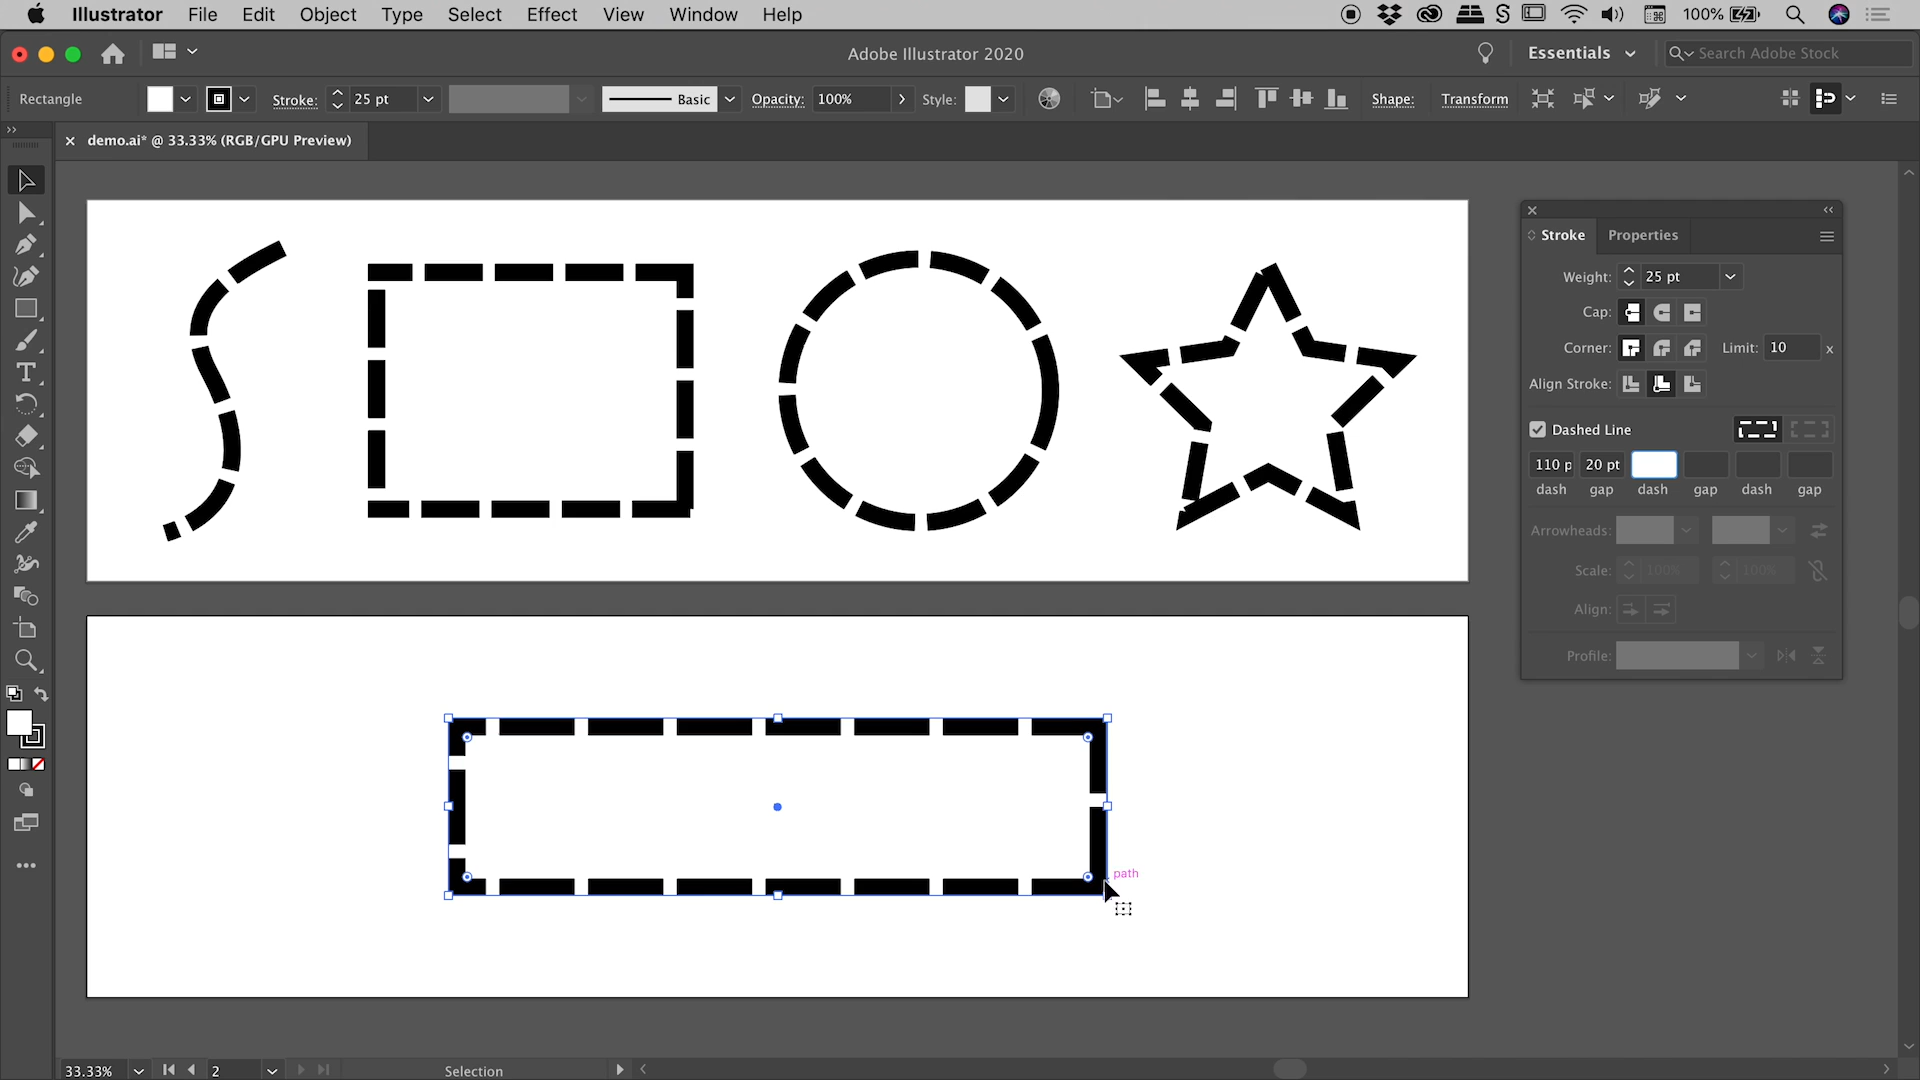 Illustrator File Edit Object Type Select Effect View Window Help 100%
Adobe Illustrator 2020 Essentials Search Adobe Stock
Rectangle Stroke: 25 pt Basic Opacity: 100% Style: Shape: Transform
demo.ai* @ 33.33% (RGB/GPU Preview)
Stroke Properties
Weight: 25 pt
Cap:
Corner: Limit: 10 x
Align Stroke:
Dashed Line
110 p 20 pt
dash gap dash gap dash gap
Arrowheads:
Scale: 100% 100%
Align:
Profile:
path
33.33% 2 Selection